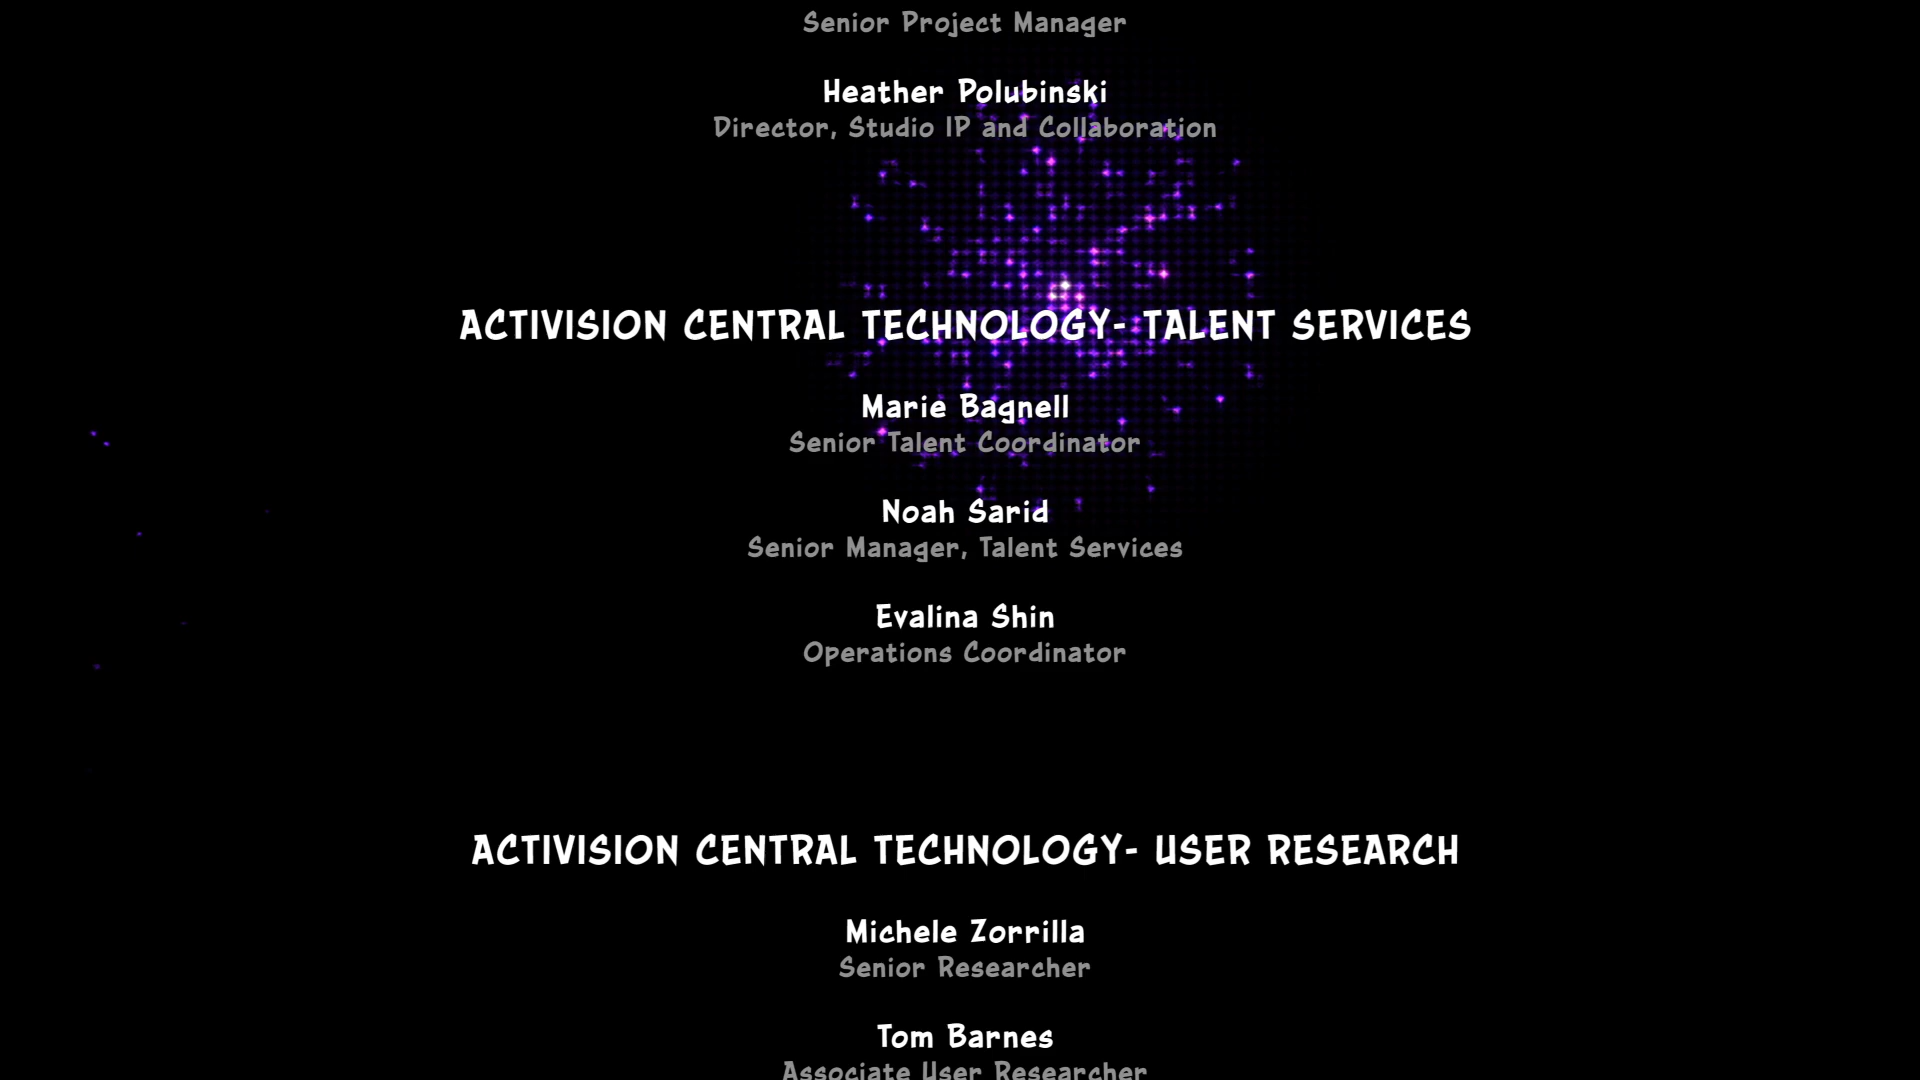 Senior Project Manager
Heather Polubinski
Director, Studio IP and Collaboration
ACTIVISION CENTRAL TECHNOLOGY- TALENT SERVICES
Marie Bagnell
Senior Talent Coordinator
Noah Sarid
Senior Manager, Talent Services
Evalina Shin
Operations Coordinator
ACTIVISION CENTRAL TECHNOLOGY- USER RESEARCH
Michele Zorrilla
Senior Researcher
Tom Barnes
Associate User Researcher